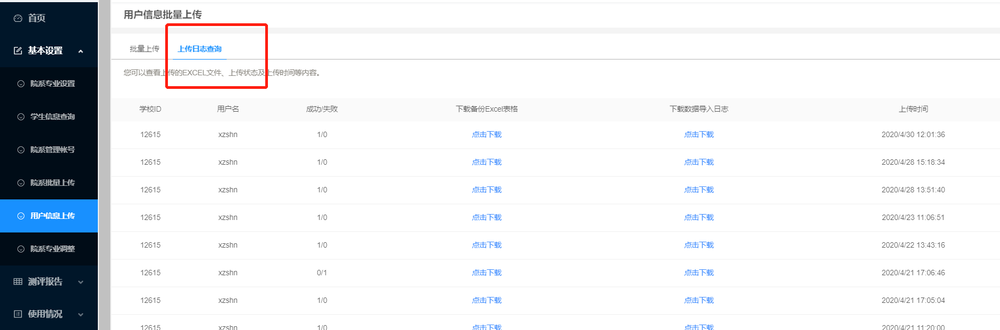 首页
基本设置
院系专业设置
学生信息查询
院系管理帐号
院系批量上传
用户信息上传
院系专业调整
测评报告
使用情况
用户信息批量上传
批量上传 上传日志查询
您可以查看上传的EXCEL文件、上传状态及上传时间等内容。
学校ID 用户名 成功/失败 下载备份Excel表格 下载数据导入日志 上传时间
12615 xzshn 1/0 点击下载 点击下载 2020/4/30 12:01:36
12615 xzshn 1/0 点击下载 点击下载 2020/4/28 15:18:34
12615 xzshn 1/0 点击下载 点击下载 2020/4/28 13:51:40
12615 xzshn 1/0 点击下载 点击下载 2020/4/23 11:06:51
12615 xzshn 1/0 点击下载 点击下载 2020/4/22 13:43:16
12615 xzshn 0/1 点击下载 点击下载 2020/4/21 17:06:46
12615 xzshn 1/0 点击下载 点击下载 2020/4/21 17:05:04
12615 xzshn 1/0 点击下载 点击下载 2020/4/21 11:20:00